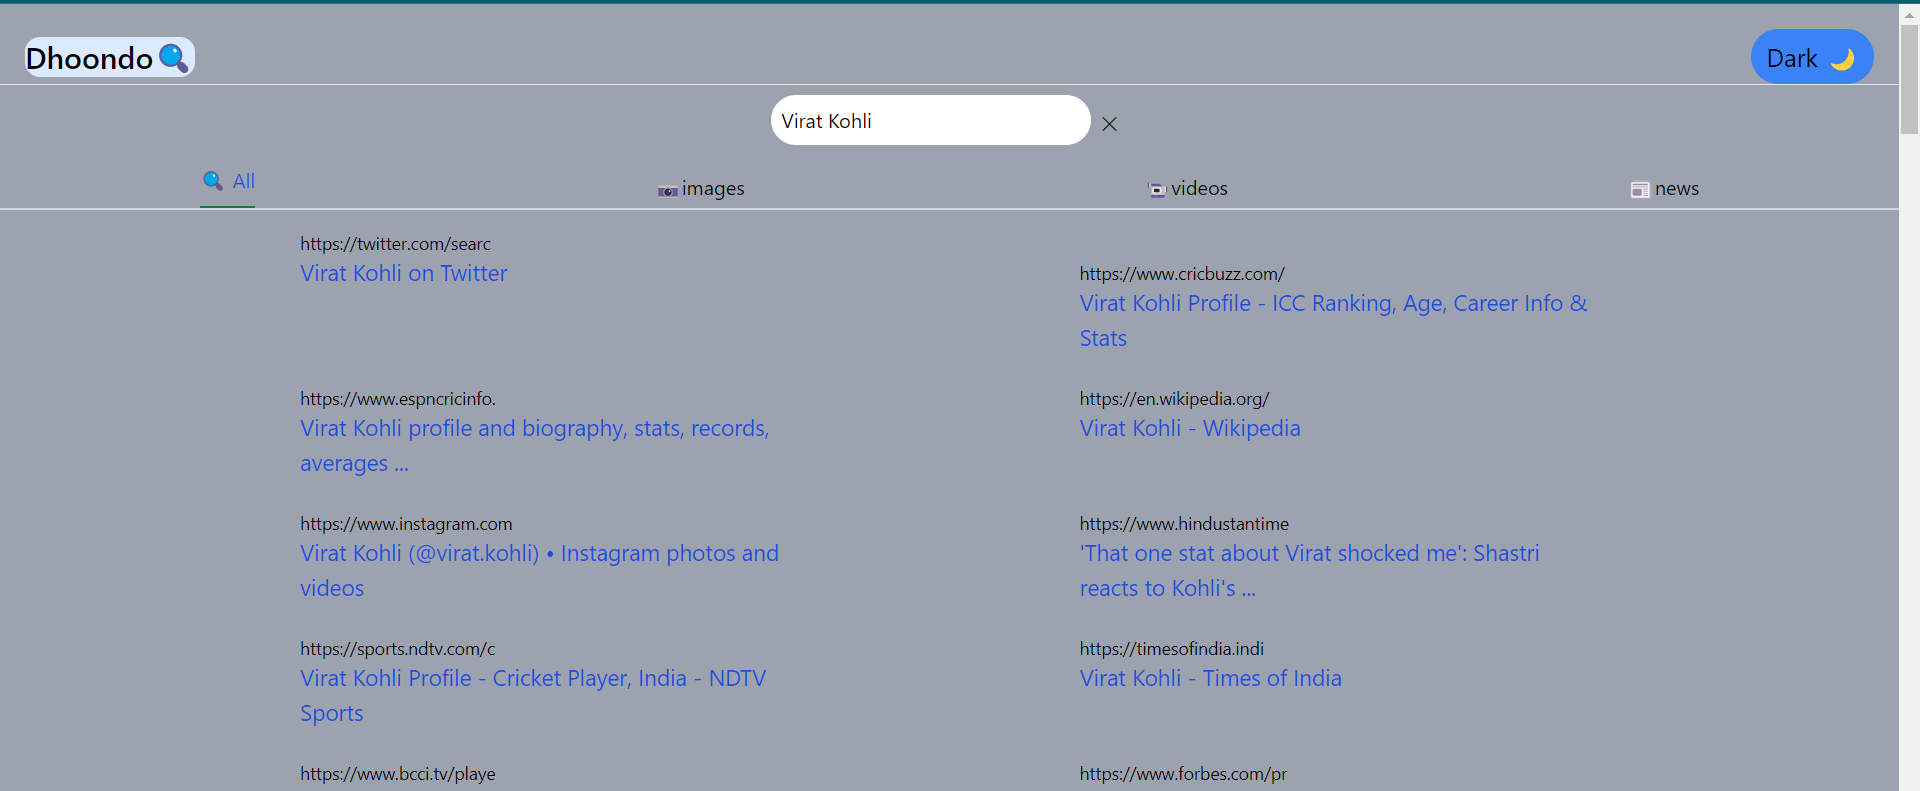 Dhoondo
Dark
Virat Kohli
All
images
videos
news
https://twitter.com/searc
Virat Kohli on Twitter
https://www.cricbuzz.com/
Virat Kohli Profile - ICC Ranking, Age, Career Info &
Stats
https://www.espncricinfo.
Virat Kohli profile and biography, stats, records,
averages ...
https://en.wikipedia.org/
Virat Kohli - Wikipedia
https://www.instagram.com
Virat Kohli (@virat.kohli) • Instagram photos and
videos
https://www.hindustantime
'That one stat about Virat shocked me': Shastri
reacts to Kohli's ...
https://sports.ndtv.com/c
Virat Kohli Profile - Cricket Player, India - NDTV
Sports
https://timesofindia.indi
Virat Kohli - Times of India
https://www.bcci.tv/playe
https://www.forbes.com/pr